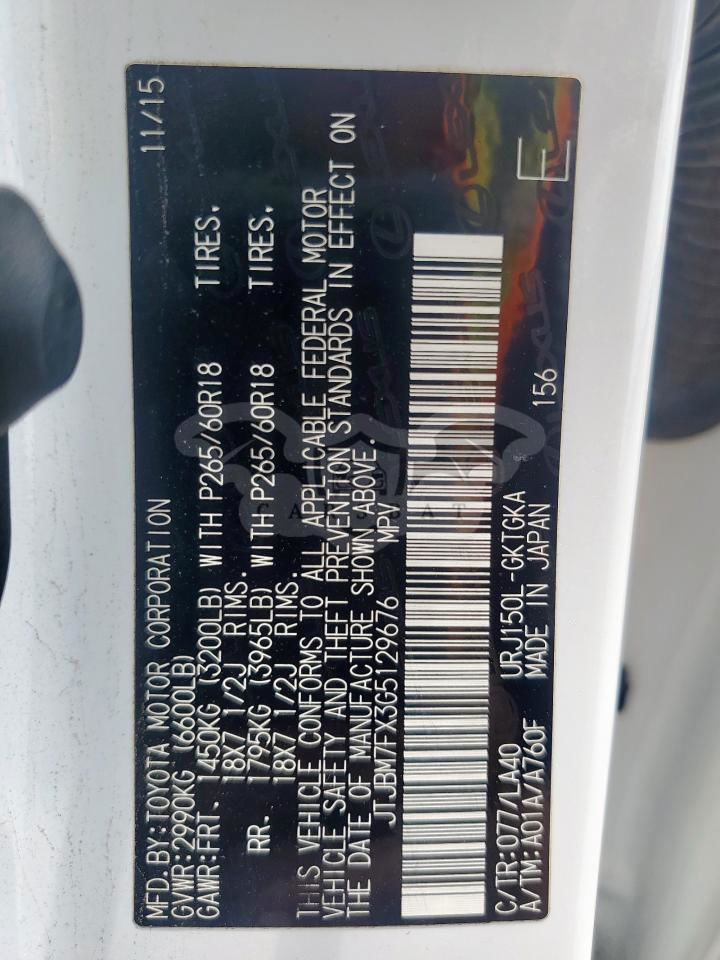 MFD. BY: TOYOTA MOTOR CORPORATION 11/15
GVWR: 2990KG (6600LB)
GAWR: FRT. 1450KG (3200LB) WITH P265/60R18 TIRES.
18X7 1/2J RIMS.
RR. 1795KG (3965LB) WITH P265/60R18 TIRES.
18X7 1/2J RIMS.
THIS VEHICLE CONFORMS TO ALL APPLICABLE FEDERAL MOTOR
VEHICLE SAFETY AND THEFT PREVENTION STANDARDS IN EFFECT ON
THE DATE OF MANUFACTURE SHOWN ABOVE.
JTJBM7FX3G5129676 MPV
C/TR: 077/LA40 URJ150L-GKTGKA
A/TM: A01A/A760F MADE IN JAPAN 156 E